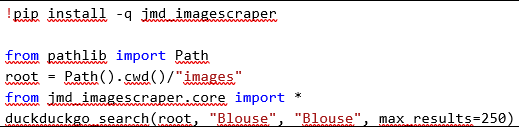 !pip install -q jmd_imagescraper
from pathlib import Path
root = Path().cwd()/"images"
from jmd_imagescraper.core import *
duckduckgo_search(root, "Blouse", "Blouse", max_results=250)